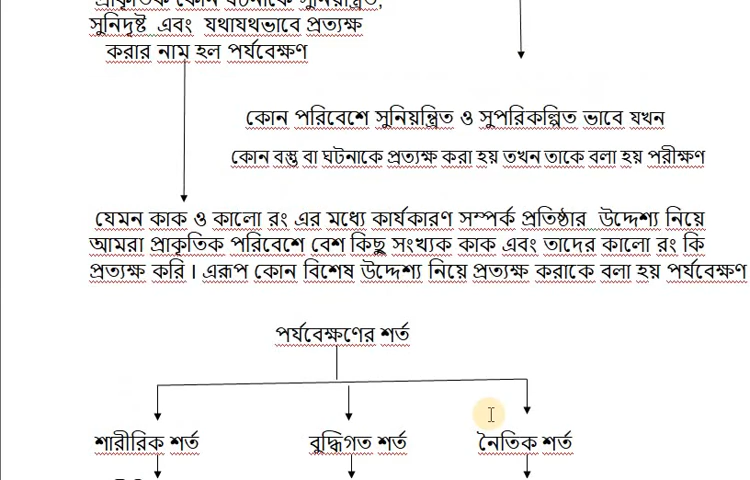 প্রাকৃতিক কোন ঘটনাকে সুনিয়ন্ত্রিত,
সুনিদৃষ্ট এবং যথাযথভাবে প্রত্যক্ষ
করার নাম হল পর্যবেক্ষণ
কোন পরিবেশে সুনিয়ন্ত্রিত ও সুপরিকল্পিত ভাবে যখন
কোন বস্তু বা ঘটনাকে প্রত্যক্ষ করা হয় তখন তাকে বলা হয় পরীক্ষণ
যেমন কাক ও কালো রং এর মধ্যে কার্যকারণ সম্পর্ক প্রতিষ্ঠার উদ্দেশ্য নিয়ে
আমরা প্রাকৃতিক পরিবেশে বেশ কিছু সংখ্যক কাক এবং তাদের কালো রং কি
প্রত্যক্ষ করি। এরূপ কোন বিশেষ উদ্দেশ্য নিয়ে প্রত্যক্ষ করাকে বলা হয় পর্যবেক্ষণ
পর্যবেক্ষণের শর্ত
শারীরিক শর্ত বুদ্ধিগত শর্ত নৈতিক শর্ত